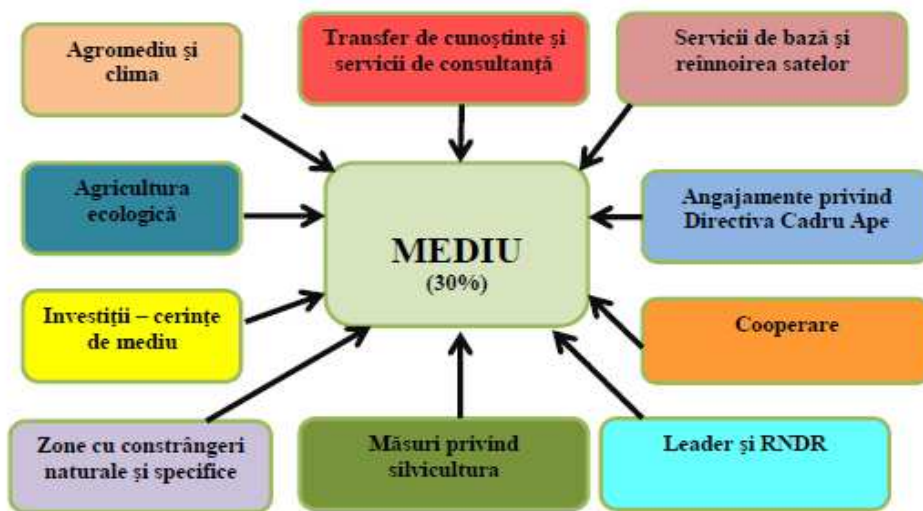 Agromediu și
clima
Transfer de cunoștinte și
servicii de consultanță
Servicii de bază și
reînnoirea satelor
Agricultura
ecologică
MEDIU
(30%)
Angajamente privind
Directiva Cadru Ape
Investiții – cerințe
de mediu
Cooperare
Zone cu constrângeri
naturale și specifice
Măsuri privind
silvicultura
Leader și RNDR